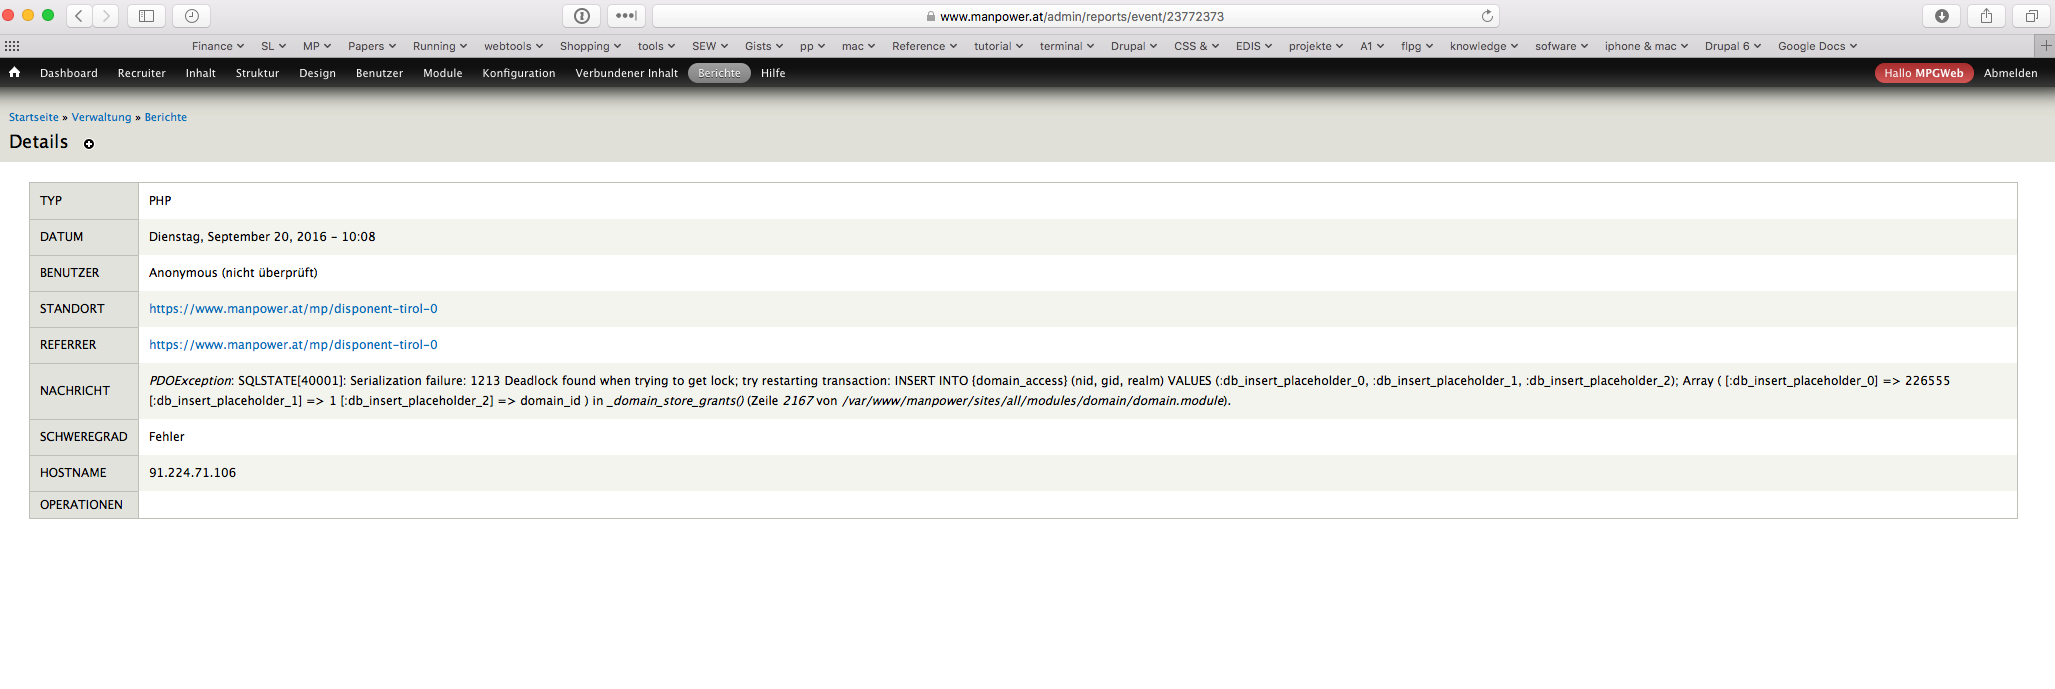 www.manpower.at/admin/reports/event/23772373
Finance SL MP Papers Running webtools Shopping tools SEW Gists pp mac Reference tutorial terminal Drupal CSS & EDIS projekte A1 flpg knowledge sofware iphone & mac Drupal 6 Google Docs
Dashboard Recruiter Inhalt Struktur Design Benutzer Module Konfiguration Verbundener Inhalt Berichte Hilfe Hallo MPGWeb Abmelden
Startseite » Verwaltung » Berichte
Details
TYP PHP
DATUM Dienstag, September 20, 2016 - 10:08
BENUTZER Anonymous (nicht überprüft)
STANDORT https://www.manpower.at/mp/disponent-tirol-0
REFERRER https://www.manpower.at/mp/disponent-tirol-0
NACHRICHT PDOException: SQLSTATE[40001]: Serialization failure: 1213 Deadlock found when trying to get lock; try restarting transaction: INSERT INTO {domain_access} (nid, gid, realm) VALUES (:db_insert_placeholder_0, :db_insert_placeholder_1, :db_insert_placeholder_2); Array ( [:db_insert_placeholder_0] => 226555
[:db_insert_placeholder_1] => 1 [:db_insert_placeholder_2] => domain_id ) in _domain_store_grants() (Zeile 2167 von /var/www/manpower/sites/all/modules/domain/domain.module).
SCHWEREGRAD Fehler
HOSTNAME 91.224.71.106
OPERATIONEN